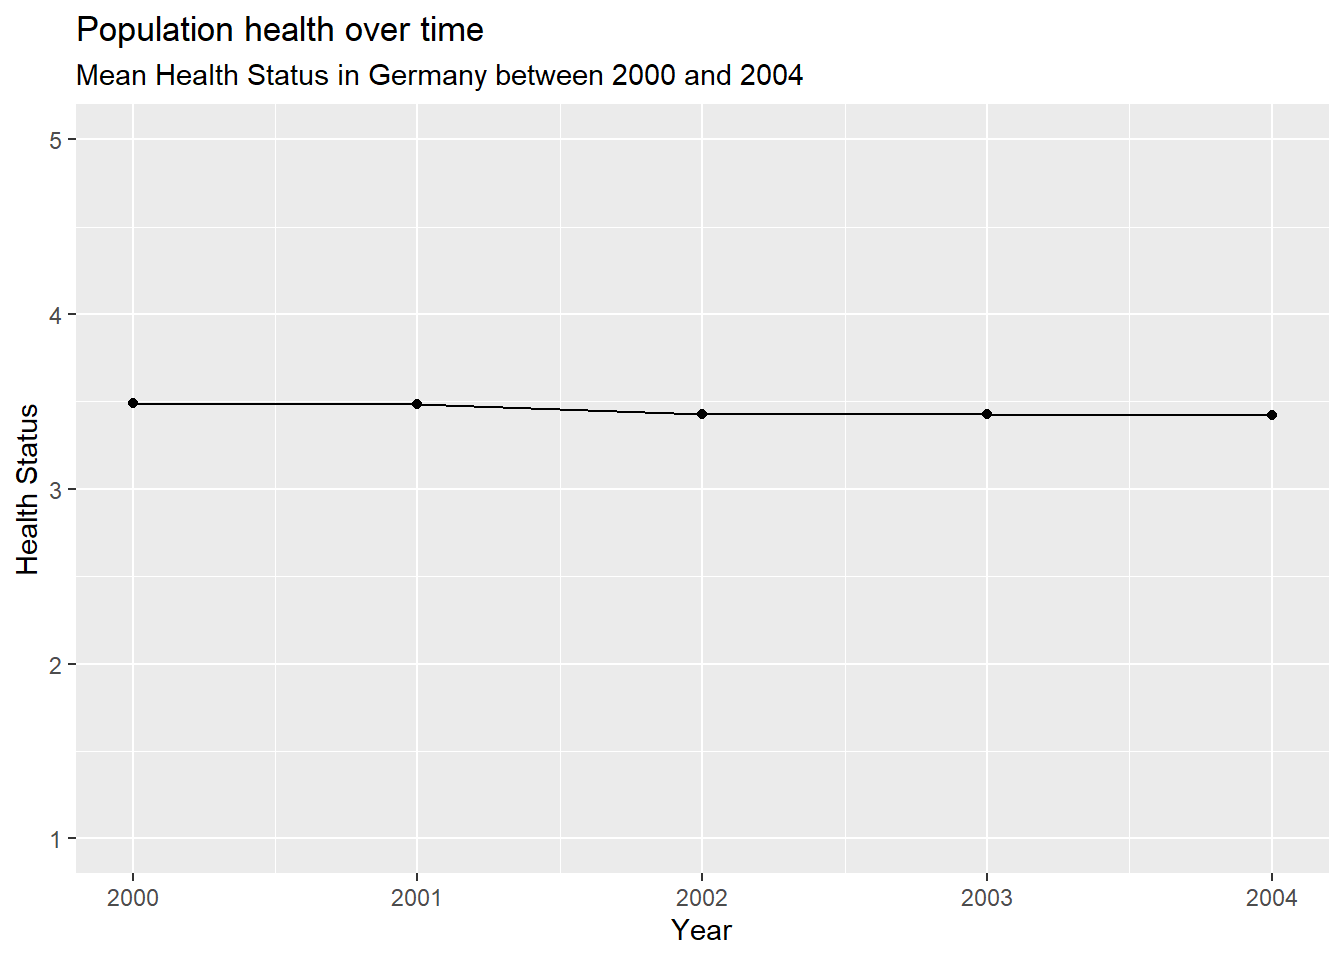 Population health over time
Mean Health Status in Germany between 2000 and 2004
5
4
3
2
1
Health Status
2000 2001 2002 2003 2004
Year